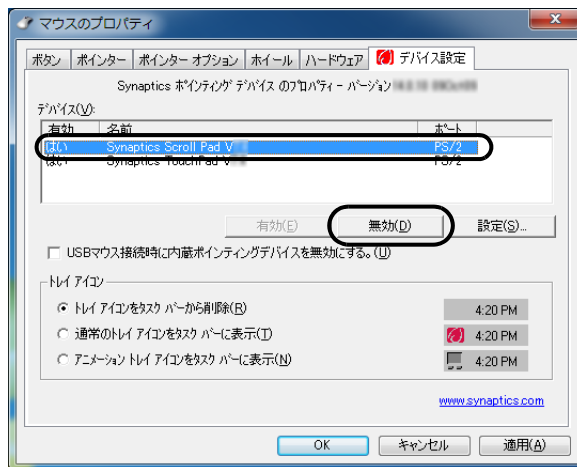 マウスのプロパティ
ボタン ポインター ポインター オプション ホイール ハードウェア デバイス設定
Synaptics ポインティング デバイス のプロパティ - バージョン
デバイス(V):
有効 名前 ポート
はい Synaptics Scroll Pad V PS/2
はい Synaptics TouchPad V PS/2
有効(E) 無効(D) 設定(S)...
USBマウス接続時に内蔵ポインティングデバイスを無効にする。(U)
トレイ アイコン
トレイ アイコンをタスク バーから削除(R) 4:20 PM
通常のトレイ アイコンをタスク バーに表示(T) 4:20 PM
アニメーション トレイ アイコンをタスク バーに表示(N) 4:20 PM
www.synaptics.com
OK キャンセル 適用(A)